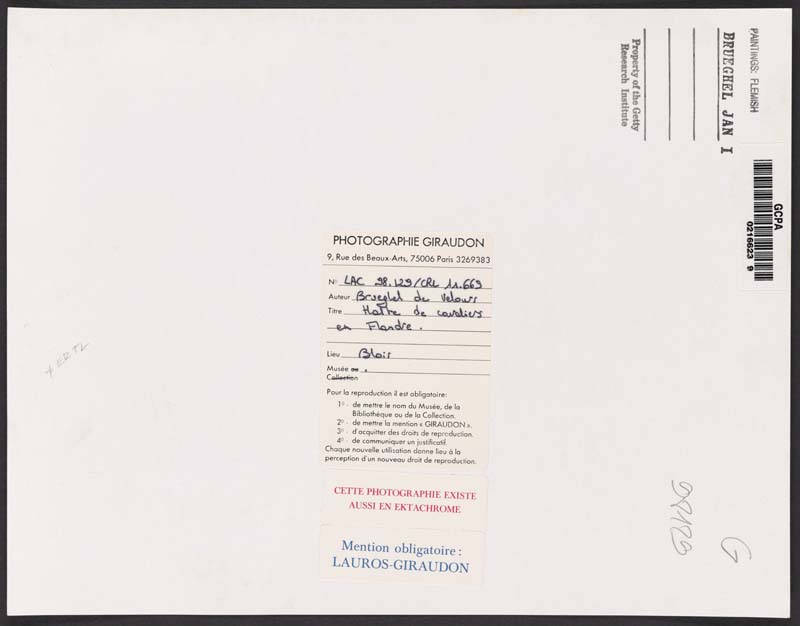 PAINTINGS: FLEMISH
BRUEGHEL JAN I
Property of the Getty
Research Institute
GCPA
0216623 9
PHOTOGRAPHIE GIRAUDON
9, Rue des Beaux-Arts, 75006 Paris 3269383
N° LAC 98.129/CRL 11.669
Auteur Brueghel de Velours
Titre Halte de cavaliers
en Flandre.
Lieu Blois
Musée ou .
Collection
Pour la reproduction il est obligatoire:
1° - de mettre le nom du Musée, de la
Bibliothèque ou de la Collection.
2° - de mettre la mention « GIRAUDON ».
3° - d'acquitter des droits de reproduction.
4° - de communiquer un justificatif.
Chaque nouvelle utilisation donne lieu à la
perception d'un nouveau droit de reproduction.
CETTE PHOTOGRAPHIE EXISTE
AUSSI EN EKTACHROME
Mention obligatoire :
LAUROS-GIRAUDON
98129
G